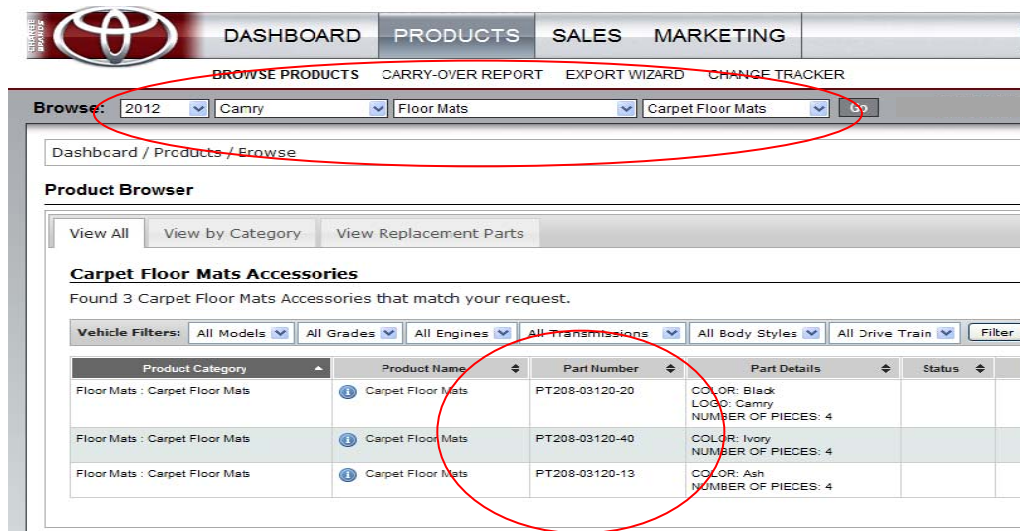 CHANGE BRANDS
DASHBOARD PRODUCTS SALES MARKETING
BROWSE PRODUCTS CARRY-OVER REPORT EXPORT WIZARD CHANGE TRACKER
Browse: 2012 Camry Floor Mats Carpet Floor Mats Go
Dashboard / Products / Browse
Product Browser
View All View by Category View Replacement Parts
Carpet Floor Mats Accessories
Found 3 Carpet Floor Mats Accessories that match your request.
Vehicle Filters: All Models All Grades All Engines All Transmissions All Body Styles All Drive Train Filter
Product Category Product Name Part Number Part Details Status
Floor Mats : Carpet Floor Mats Carpet Floor Mats PT208-03120-20 COLOR: Black
LOGO: Camry
NUMBER OF PIECES: 4
Floor Mats : Carpet Floor Mats Carpet Floor Mats PT208-03120-40 COLOR: Ivory
NUMBER OF PIECES: 4
Floor Mats : Carpet Floor Mats Carpet Floor Mats PT208-03120-13 COLOR: Ash
NUMBER OF PIECES: 4